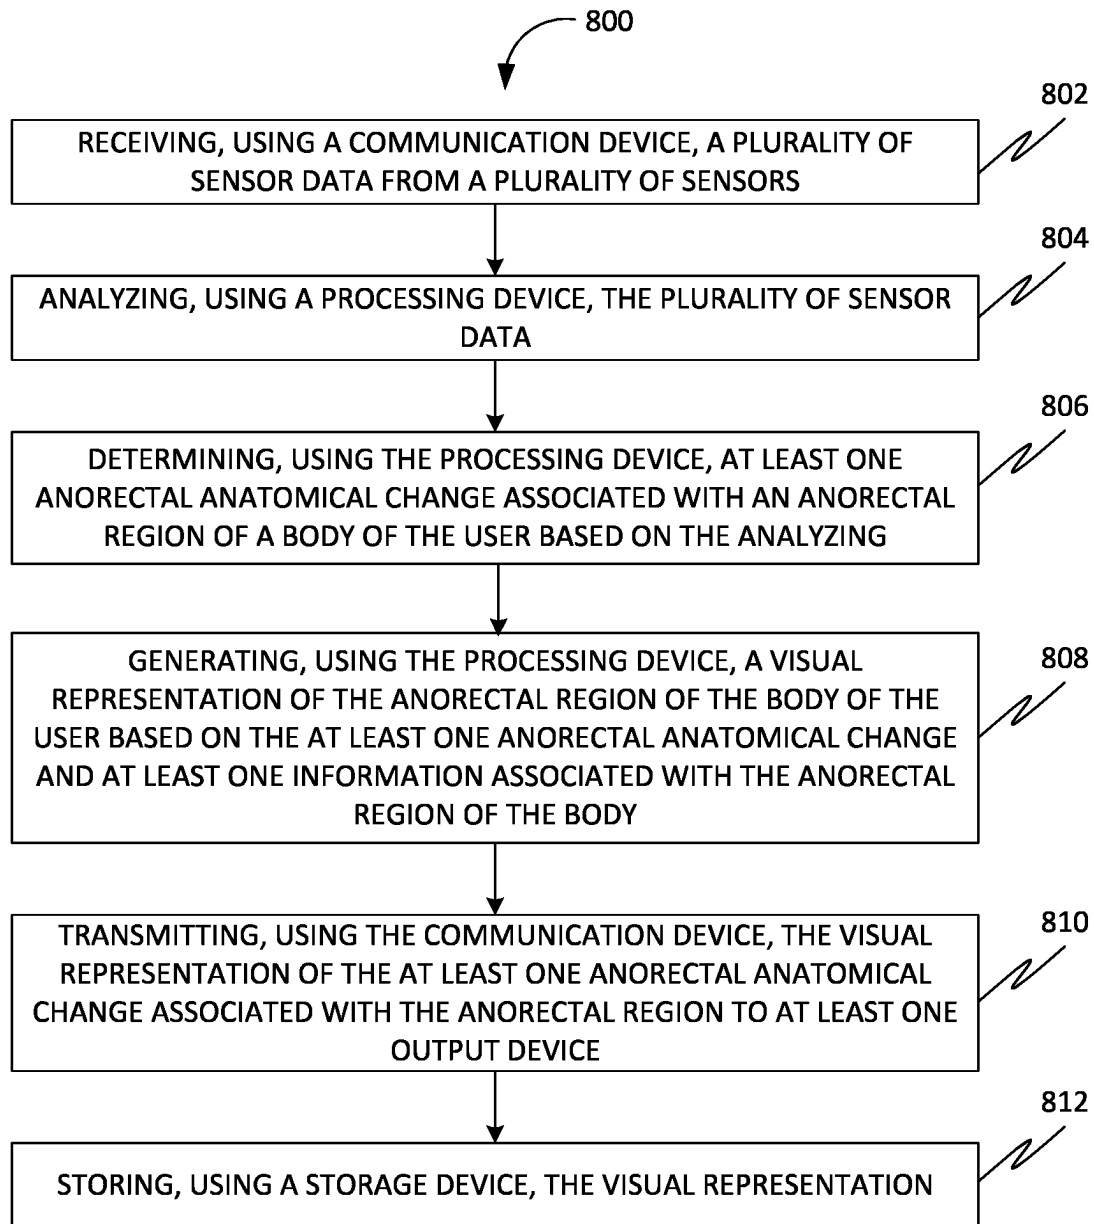 800
802
RECEIVING, USING A COMMUNICATION DEVICE, A PLURALITY OF
SENSOR DATA FROM A PLURALITY OF SENSORS
804
ANALYZING, USING A PROCESSING DEVICE, THE PLURALITY OF SENSOR
DATA
806
DETERMINING, USING THE PROCESSING DEVICE, AT LEAST ONE
ANORECTAL ANATOMICAL CHANGE ASSOCIATED WITH AN ANORECTAL
REGION OF A BODY OF THE USER BASED ON THE ANALYZING
808
GENERATING, USING THE PROCESSING DEVICE, A VISUAL
REPRESENTATION OF THE ANORECTAL REGION OF THE BODY OF THE
USER BASED ON THE AT LEAST ONE ANORECTAL ANATOMICAL CHANGE
AND AT LEAST ONE INFORMATION ASSOCIATED WITH THE ANORECTAL
REGION OF THE BODY
810
TRANSMITTING, USING THE COMMUNICATION DEVICE, THE VISUAL
REPRESENTATION OF THE AT LEAST ONE ANORECTAL ANATOMICAL
CHANGE ASSOCIATED WITH THE ANORECTAL REGION TO AT LEAST ONE
OUTPUT DEVICE
812
STORING, USING A STORAGE DEVICE, THE VISUAL REPRESENTATION